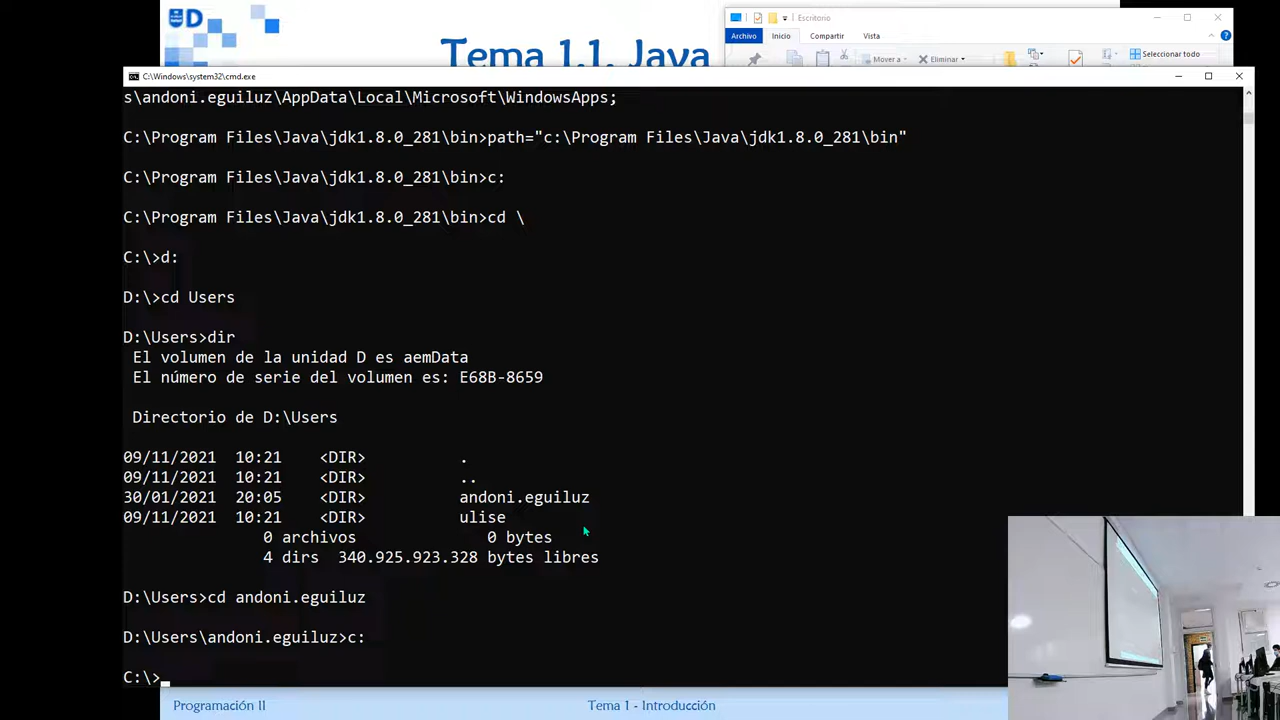 D
Tema 1.1. Java
Escritorio
Archivo
Inicio
Compartir
Vista
Mover a
Eliminar
Seleccionar todo
C:\Windows\system32\cmd.exe
s\andoni.eguiluz\AppData\Local\Microsoft\WindowsApps;
C:\Program Files\Java\jdk1.8.0_281\bin>path="c:\Program Files\Java\jdk1.8.0_281\bin"
C:\Program Files\Java\jdk1.8.0_281\bin>c:
C:\Program Files\Java\jdk1.8.0_281\bin>cd \
C:\>d:
D:\>cd Users
D:\Users>dir
El volumen de la unidad D es aemData
El número de serie del volumen es: E68B-8659
Directorio de D:\Users
09/11/2021  10:21    <DIR>          .
09/11/2021  10:21    <DIR>          ..
30/01/2021  20:05    <DIR>          andoni.eguiluz
09/11/2021  10:21    <DIR>          ulise
0 archivos              0 bytes
4 dirs  340.925.923.328 bytes libres
D:\Users>cd andoni.eguiluz
D:\Users\andoni.eguiluz>c:
C:\>
Programación II
Tema 1 - Introducción